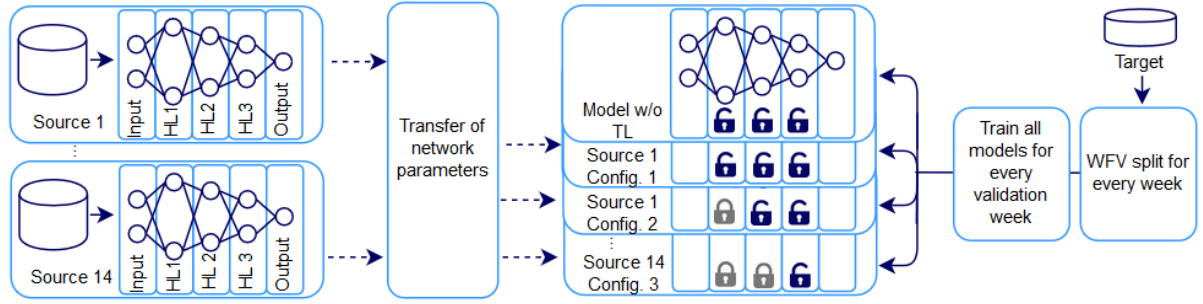 Source 1
Input
HL1
HL2
HL3
Output
...
Source 14
Input
HL1
HL 2
HL 3
Output
Transfer of
network
parameters
Model w/o
TL
Source 1
Config. 1
Source 1
Config. 2
...
Source 14
Config. 3
Train all
models for
every
validation
week
Target
WFV split for
every week